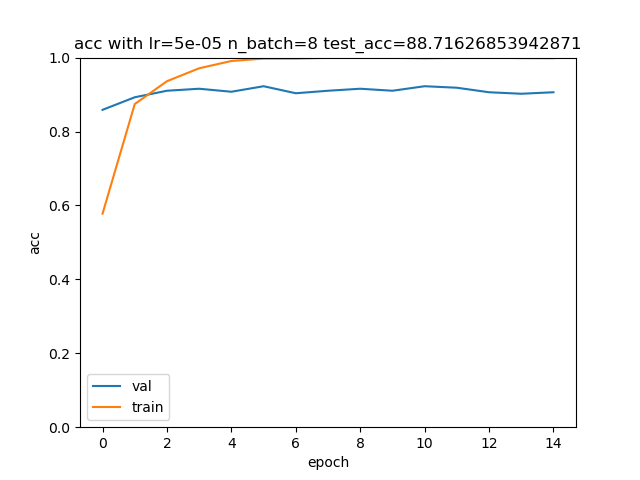 acc with lr=5e-05 n_batch=8 test_acc=88.71626853942871
1.0
0.8
0.6
0.4
0.2
0.0
acc
val
train
0 2 4 6 8 10 12 14
epoch